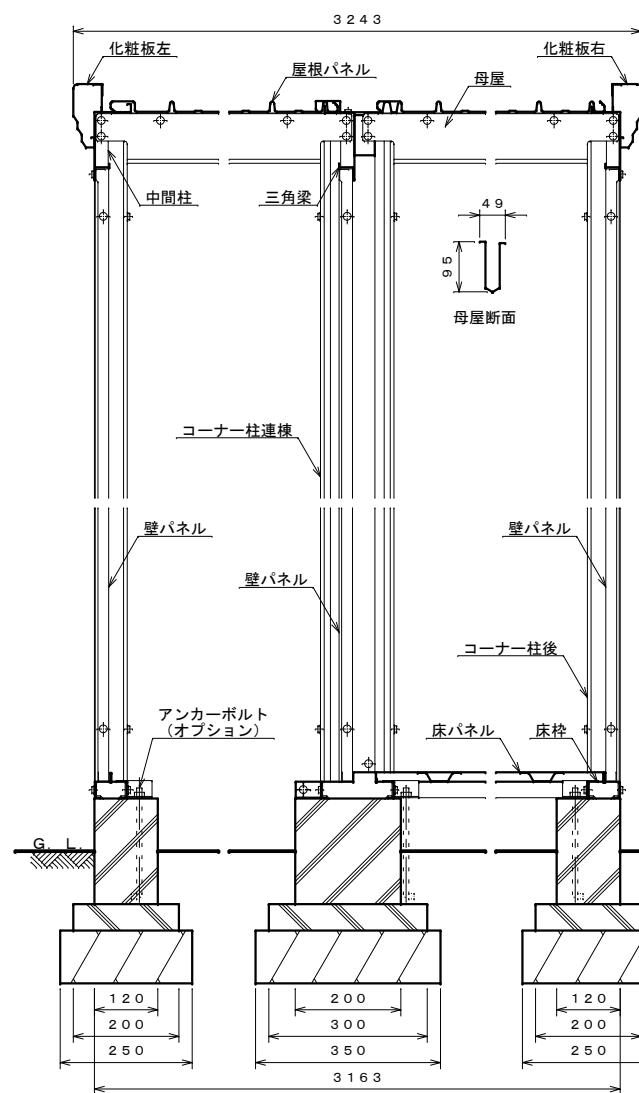 3243
化粧板左
化粧板右
屋根パネル
母屋
中間柱
三角梁
49
95
母屋断面
コーナー柱連棟
壁パネル
壁パネル
壁パネル
コーナー柱後
アンカーボルト
(オプション)
床パネル
床枠
G. L.
120
200
120
200
300
200
250
350
250
3163